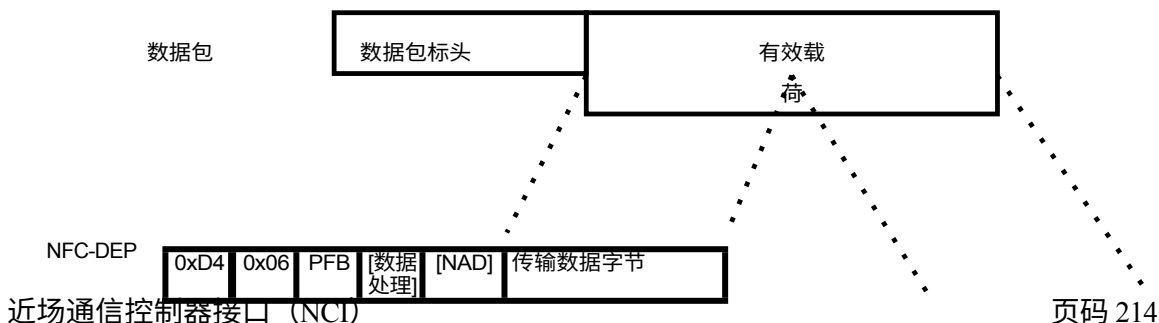 数据包
数据包标头
有效载
荷
NFC-DEP
0xD4
0x06
PFB
[数据
处理]
[NAD]
传输数据字节
近场通信控制器接口（NCI）
页码 214